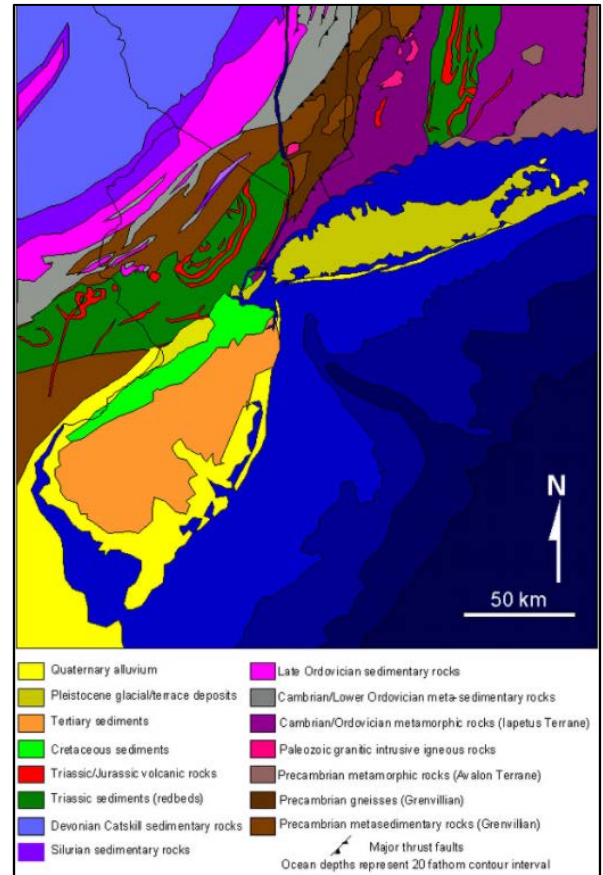 N
50 km
Quaternary alluvium
Pleistocene glacial/terrace deposits
Tertiary sediments
Cretaceous sediments
Triassic/Jurassic volcanic rocks
Triassic sediments (redbeds)
Devonian Catskill sedimentary rocks
Silurian sedimentary rocks
Late Ordovician sedimentary rocks
Cambrian/Lower Ordovician meta-sedimentary rocks
Cambrian/Ordovician metamorphic rocks (Iapetus Terrane)
Paleozoic granitic intrusive igneous rocks
Precambrian metamorphic rocks (Avalon Terrane)
Precambrian gneisses (Grenvillian)
Precambrian metasedimentary rocks (Grenvillian)
Major thrust faults
Ocean depths represent 20 fathom contour interval